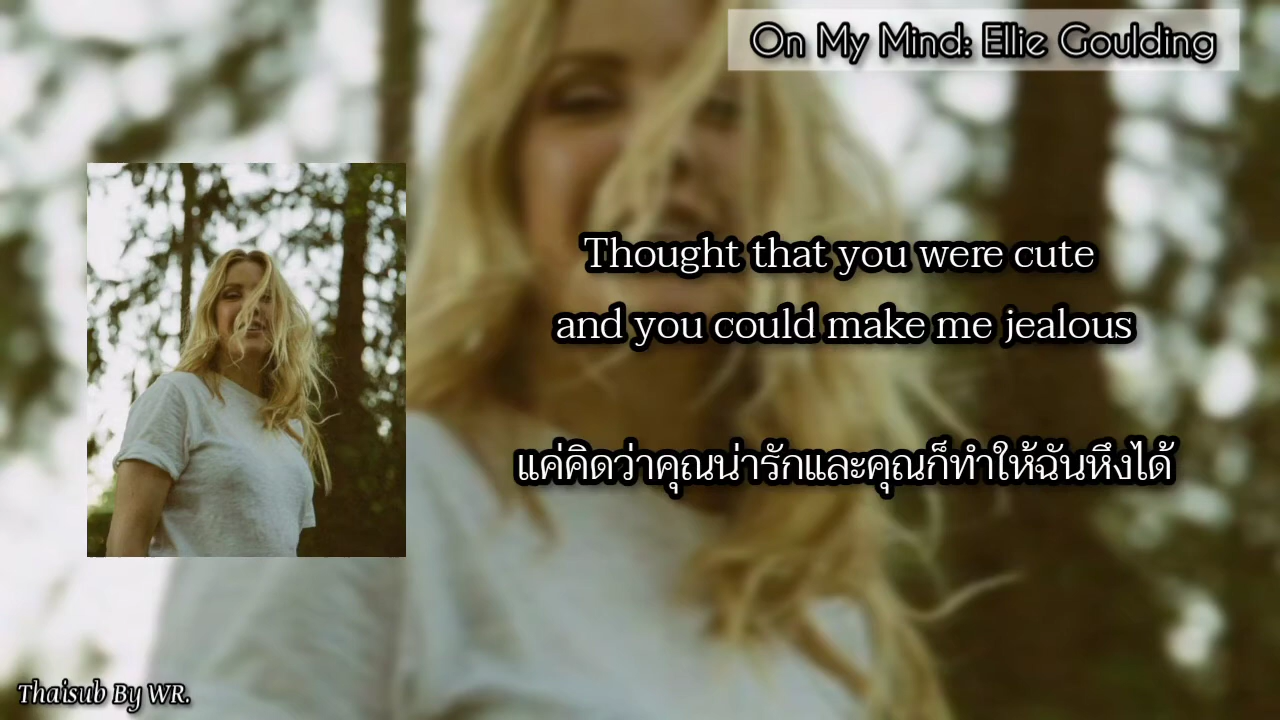 On My Mind: Ellie Goulding
Thought that you were cute
and you could make me jealous
แค่คิดว่าคุณน่ารักและคุณก็ทำให้ฉันหึงได้
Thaisub By WR.